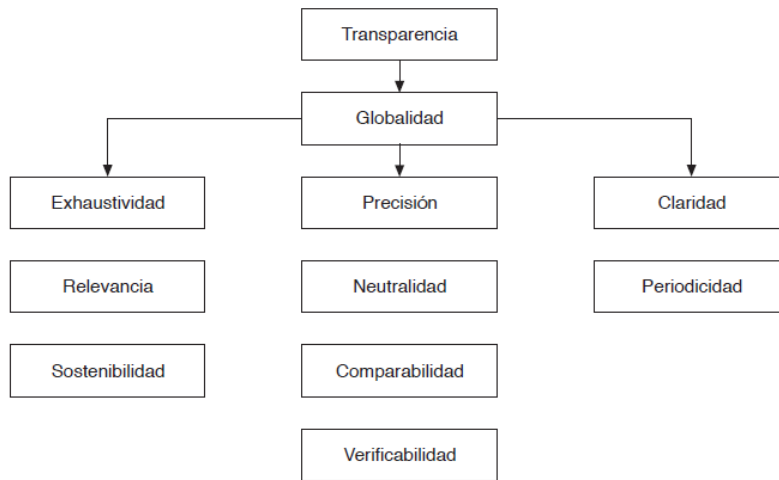 Transparencia
Globalidad
Exhaustividad
Precisión
Claridad
Relevancia
Neutralidad
Periodicidad
Sostenibilidad
Comparabilidad
Verificabilidad